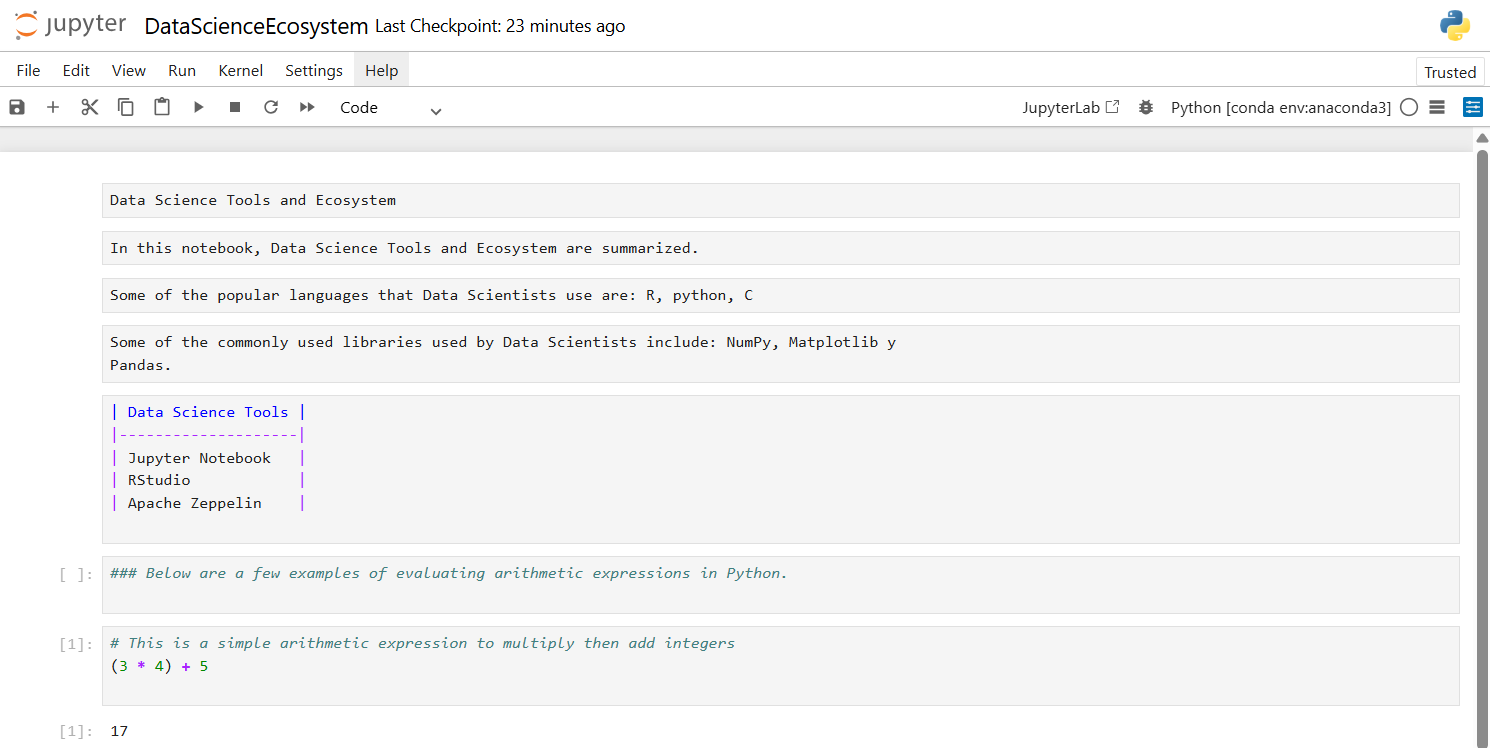 jupyter DataScienceEcosystem Last Checkpoint: 23 minutes ago
File Edit View Run Kernel Settings Help
Trusted
Code JupyterLab Python [conda env:anaconda3]
Data Science Tools and Ecosystem
In this notebook, Data Science Tools and Ecosystem are summarized.
Some of the popular languages that Data Scientists use are: R, python, C
Some of the commonly used libraries used by Data Scientists include: NumPy, Matplotlib y
Pandas.
| Data Science Tools |
|--------------------|
| Jupyter Notebook   |
| RStudio            |
| Apache Zeppelin    |
[ ]: ### Below are a few examples of evaluating arithmetic expressions in Python.
[1]: # This is a simple arithmetic expression to multiply then add integers
(3 * 4) + 5
[1]: 17